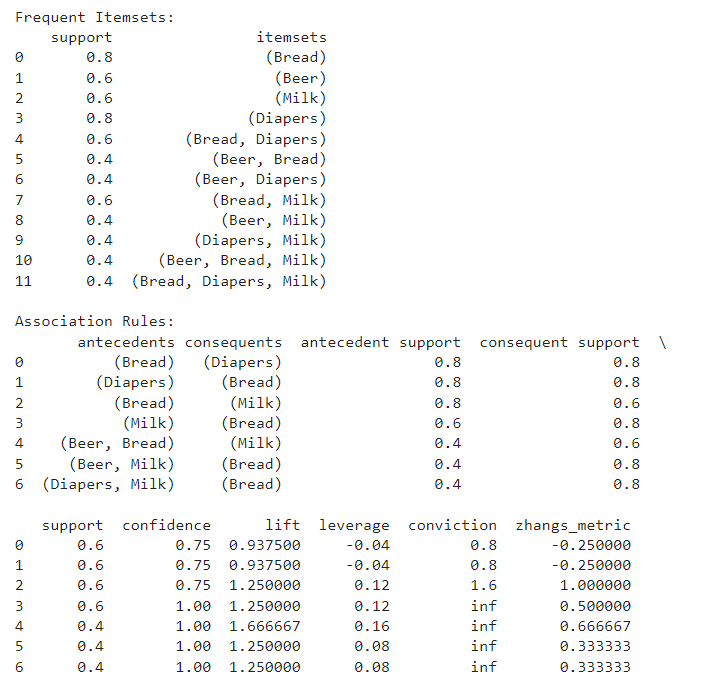 Frequent Itemsets:
    support                itemsets
0       0.8                 (Bread)
1       0.6                  (Beer)
2       0.6                  (Milk)
3       0.8               (Diapers)
4       0.6        (Bread, Diapers)
5       0.4           (Beer, Bread)
6       0.4         (Beer, Diapers)
7       0.6           (Bread, Milk)
8       0.4            (Beer, Milk)
9       0.4         (Diapers, Milk)
10      0.4     (Beer, Bread, Milk)
11      0.4  (Bread, Diapers, Milk)
Association Rules:
       antecedents consequents  antecedent support  consequent support  \
0          (Bread)   (Diapers)                 0.8                 0.8
1        (Diapers)     (Bread)                 0.8                 0.8
2          (Bread)      (Milk)                 0.8                 0.6
3           (Milk)     (Bread)                 0.6                 0.8
4    (Beer, Bread)      (Milk)                 0.4                 0.6
5     (Beer, Milk)     (Bread)                 0.4                 0.8
6  (Diapers, Milk)     (Bread)                 0.4                 0.8
   support  confidence      lift  leverage  conviction  zhangs_metric
0      0.6        0.75  0.937500     -0.04         0.8      -0.250000
1      0.6        0.75  0.937500     -0.04         0.8      -0.250000
2      0.6        0.75  1.250000      0.12         1.6       1.000000
3      0.6        1.00  1.250000      0.12         inf       0.500000
4      0.4        1.00  1.666667      0.16         inf       0.666667
5      0.4        1.00  1.250000      0.08         inf       0.333333
6      0.4        1.00  1.250000      0.08         inf       0.333333